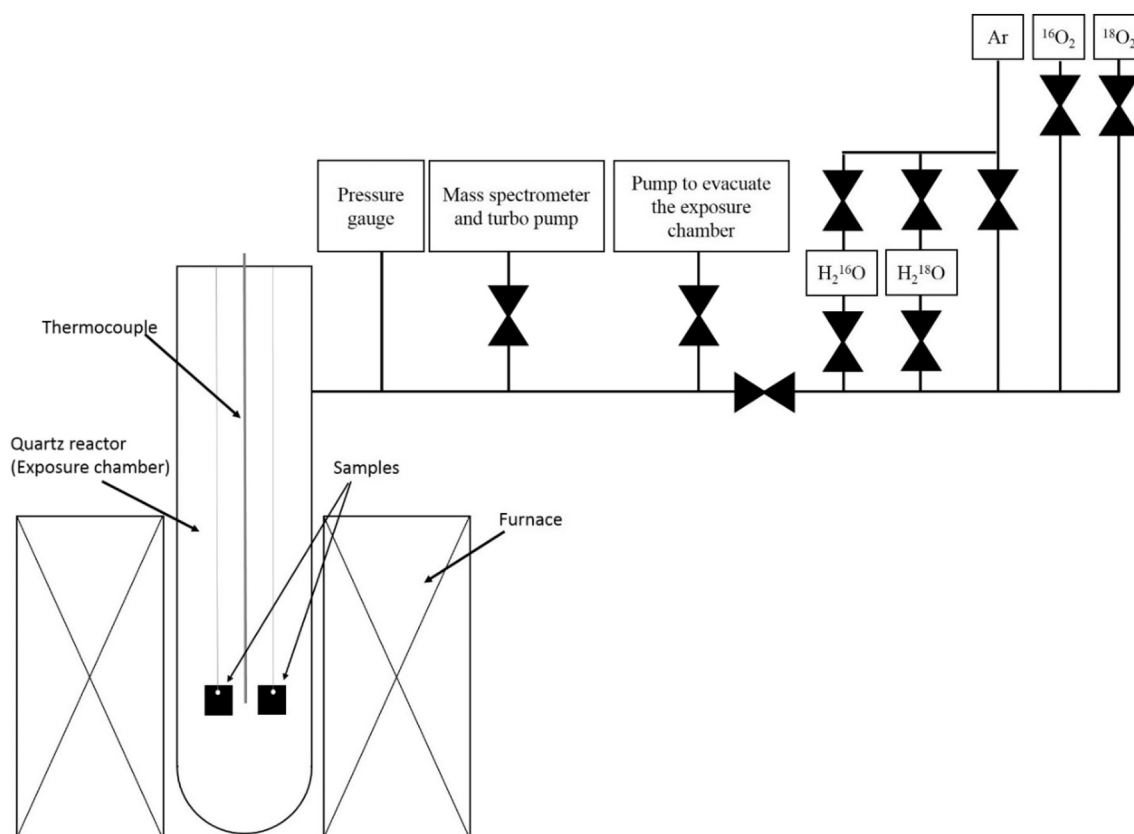 Ar
¹⁶O₂
¹⁸O₂
Pressure
gauge
Mass spectrometer
and turbo pump
Pump to evacuate
the exposure
chamber
H₂¹⁶O
H₂¹⁸O
Thermocouple
Quartz reactor
(Exposure chamber)
Samples
Furnace